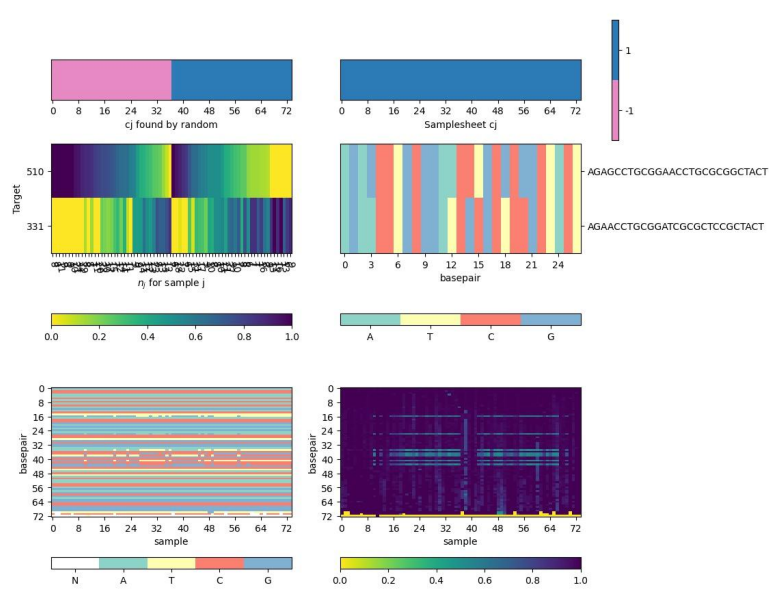 0 8 16 24 32 40 48 56 64 72
cj found by random
0 8 16 24 32 40 48 56 64 72
Samplesheet cj
1
-1
Target
510
331
n_j for sample j
AGAGCCTGCGGAACCTGCGCGGCTACT
AGAACCTGCGGATCGCGCTCCGCTACT
0 3 6 9 12 15 18 21 24
basepair
0.0 0.2 0.4 0.6 0.8 1.0
A T C G
basepair
0
8
16
24
32
40
48
56
64
72
0 8 16 24 32 40 48 56 64 72
sample
basepair
0
8
16
24
32
40
48
56
64
72
0 8 16 24 32 40 48 56 64 72
sample
N A T C G
0.0 0.2 0.4 0.6 0.8 1.0